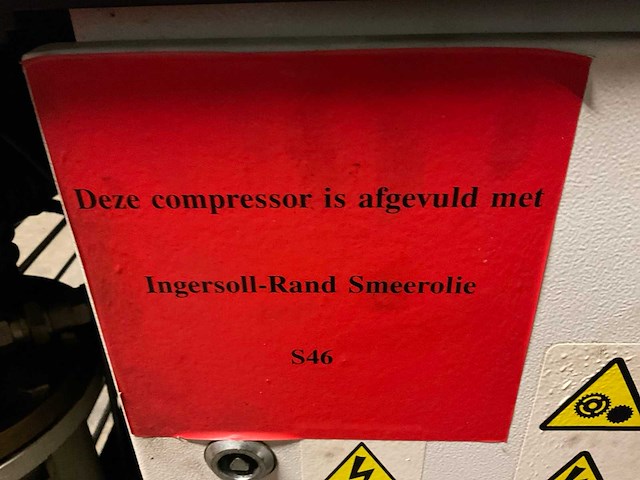 Deze compressor is afgevuld met
Ingersoll-Rand Smeerolie
S46